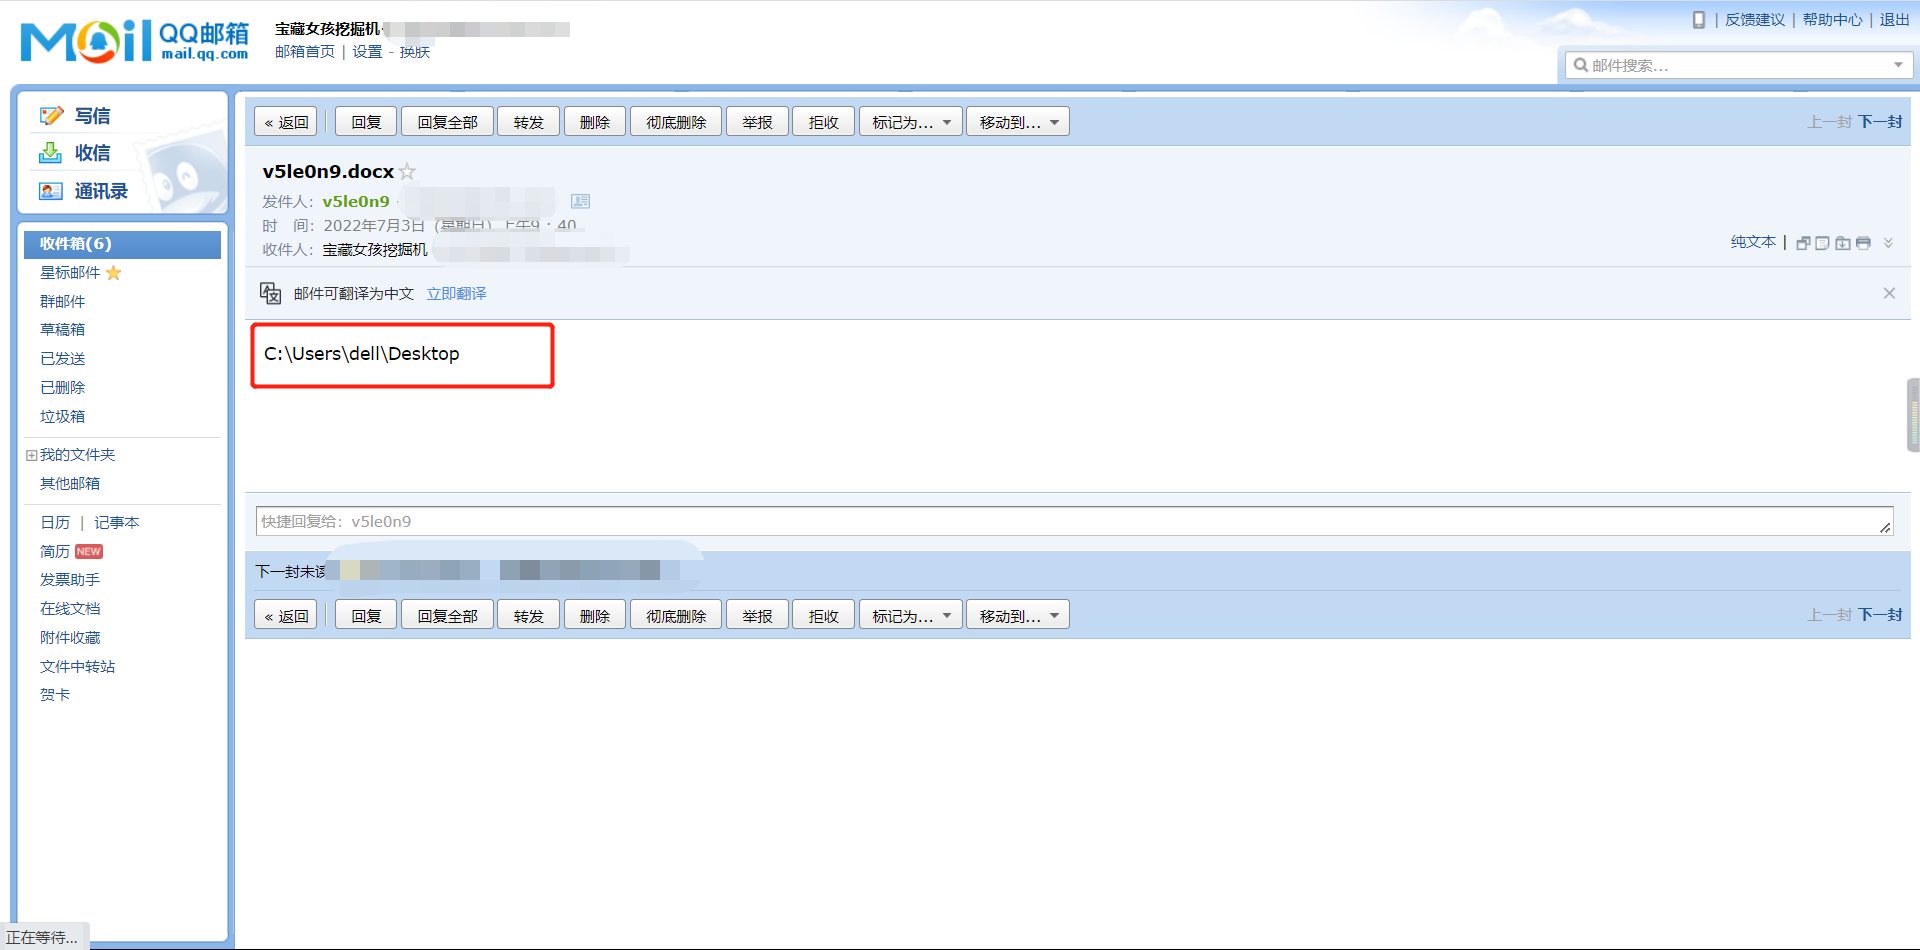 Mail QQ邮箱
mail.qq.com
宝藏女孩挖掘机
邮箱首页 | 设置 - 换肤
| 反馈建议 | 帮助中心 | 退出
邮件搜索...
写信
收信
通讯录
收件箱(6)
星标邮件
群邮件
草稿箱
已发送
已删除
垃圾箱
我的文件夹
其他邮箱
日历 | 记事本
简历 NEW
发票助手
在线文档
附件收藏
文件中转站
贺卡
正在等待...
« 返回 回复 回复全部 转发 删除 彻底删除 举报 拒收 标记为... 移动到... 上一封 下一封
v5le0n9.docx
发件人: v5le0n9
时 间: 2022年7月3日 (星期日) 上午9:40
收件人: 宝藏女孩挖掘机
纯文本 |
邮件可翻译为中文 立即翻译
C:\Users\dell\Desktop
快捷回复给: v5le0n9
下一封未读
« 返回 回复 回复全部 转发 删除 彻底删除 举报 拒收 标记为... 移动到... 上一封 下一封